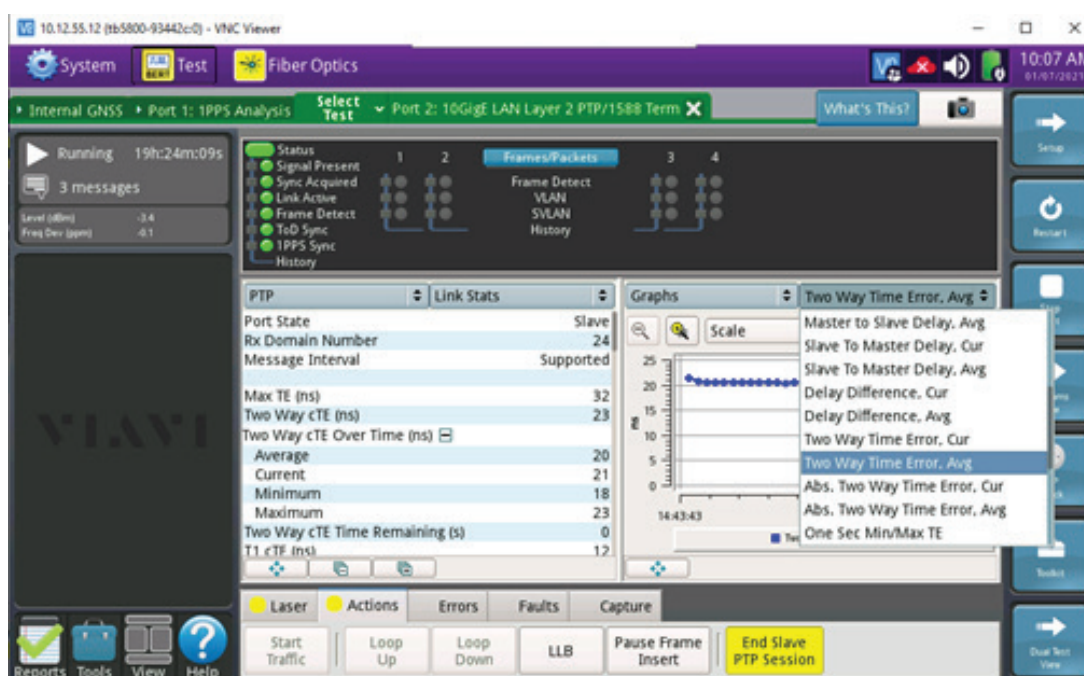 10.12.55.12 (tb5800-93442c:0) - VNC Viewer
System
BERT
Test
Fiber Optics
10:07 AM
01/07/2021
Internal GNSS
Port 1: 1PPS Analysis
Select Test
Port 2: 10GigE LAN Layer 2 PTP/1588 Term
What's This?
Running 19h:24m:09s
3 messages
Level (dBm) -3.4
Freq Dev (ppm) -0.1
VIAVI
Status
Signal Present
Sync Acquired
Link Active
Frame Detect
ToD Sync
1PPS Sync
History
1 2 Frames/Packets 3 4
Frame Detect
VLAN
SVLAN
History
PTP Link Stats
Port State Slave
Rx Domain Number 24
Message Interval Supported
Max TE (ns) 32
Two Way cTE (ns) 23
Two Way cTE Over Time (ns)
Average 20
Current 21
Minimum 18
Maximum 23
Two Way cTE Time Remaining (s) 0
T1 cTE (ns) 12
Graphs Two Way Time Error, Avg
Scale
25
20
15
10
5
0
ns
14:43:43
Master to Slave Delay, Avg
Slave To Master Delay, Cur
Slave To Master Delay, Avg
Delay Difference, Cur
Delay Difference, Avg
Two Way Time Error, Cur
Two Way Time Error, Avg
Abs. Two Way Time Error, Cur
Abs. Two Way Time Error, Avg
One Sec Min/Max TE
Laser Actions Errors Faults Capture
Start Traffic
Loop Up
Loop Down
LLB
Pause Frame Insert
End Slave PTP Session
Reports Tools View Help
Setup
Restart
Stop
Toolkit
Dual Test View